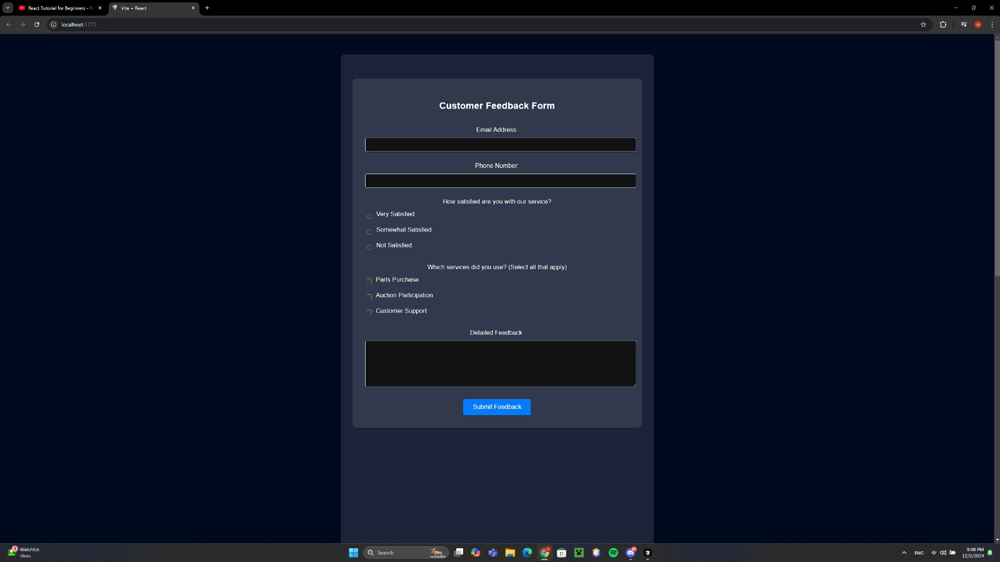 React Tutorial for Beginners - Yo
Vite + React
localhost:5173
H
Customer Feedback Form
Email Address:
Phone Number:
How satisfied are you with our service?
Very Satisfied
Somewhat Satisfied
Not Satisfied
Which services did you use? (Select all that apply)
Parts Purchase
Auction Participation
Customer Support
Detailed Feedback
Submit Feedback
1
Watchlist
Ideas
Search
ENG
9:08 PM
12/2/2024